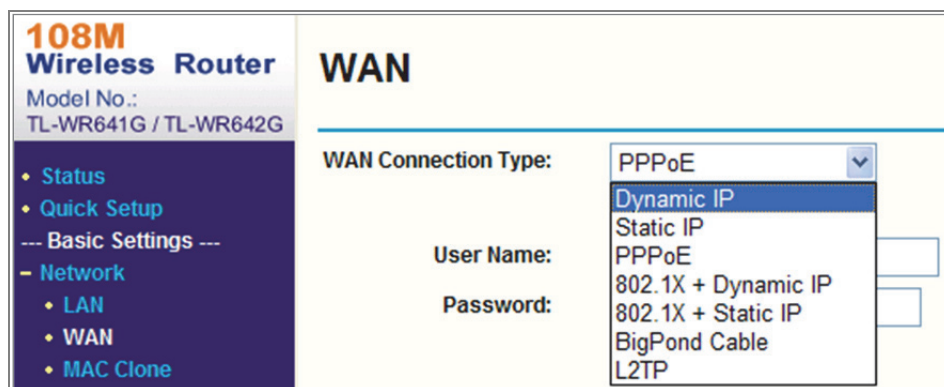 108M
Wireless Router
Model No.:
TL-WR641G / TL-WR642G
Status
Quick Setup
--- Basic Settings ---
– Network
LAN
WAN
MAC Clone
WAN
WAN Connection Type:
PPPoE
Dynamic IP
Static IP
PPPoE
802.1X + Dynamic IP
802.1X + Static IP
BigPond Cable
L2TP
User Name:
Password: